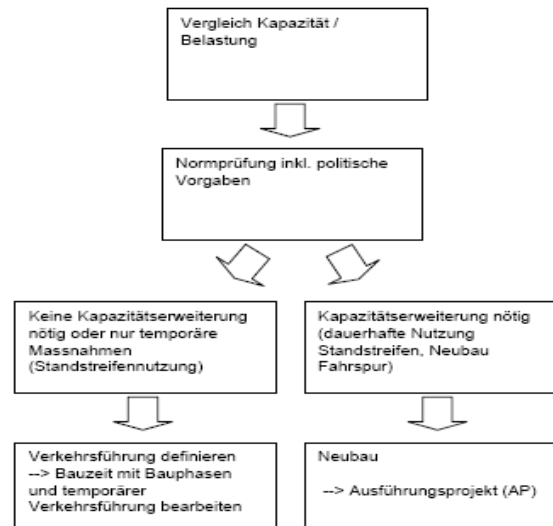 Vergleich Kapazität /
Belastung
Normprüfung inkl. politische
Vorgaben
Keine Kapazitätserweiterung
nötig oder nur temporäre
Massnahmen
(Standstreifennutzung)
Kapazitätserweiterung nötig
(dauerhafte Nutzung
Standstreifen, Neubau
Fahrspur)
Verkehrsführung definieren
--> Bauzeit mit Bauphasen
und temporärer
Verkehrsführung bearbeiten
Neubau
--> Ausführungsprojekt (AP)